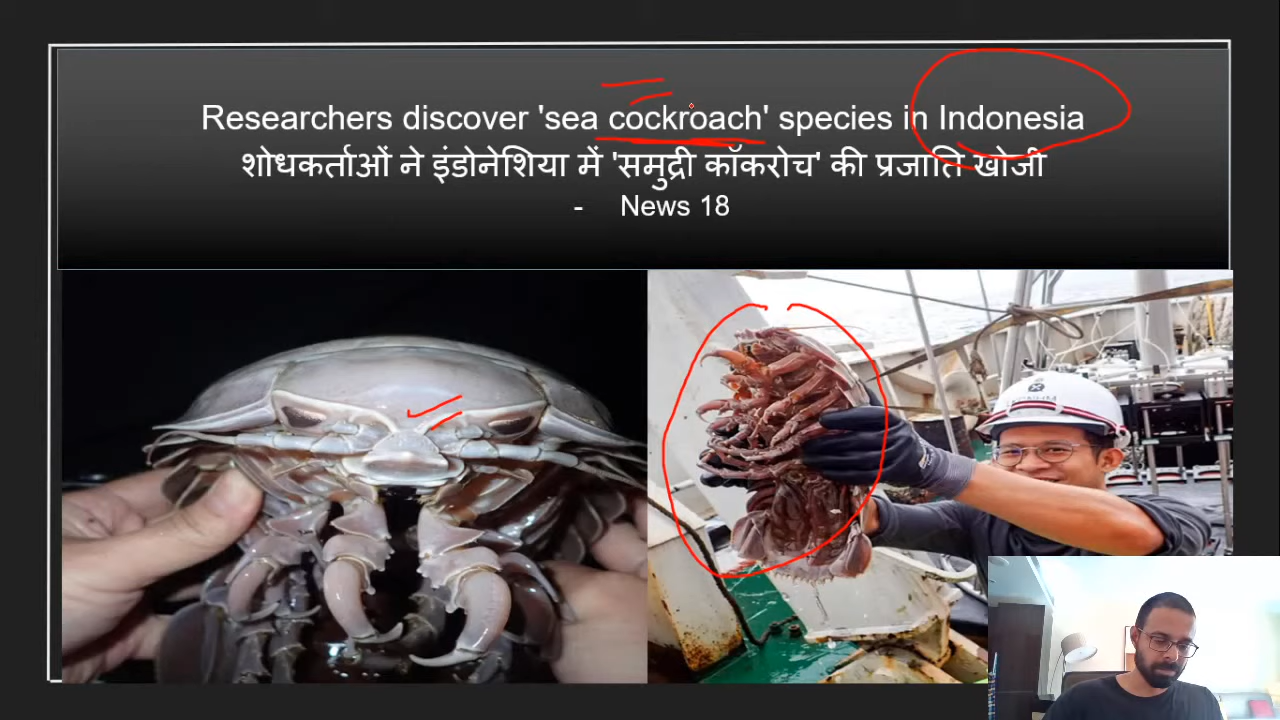 Researchers discover 'sea cockroach' species in Indonesia
शोधकर्ताओं ने इंडोनेशिया में 'समुद्री कॉकरोच' की प्रजाति खोजी
- News 18